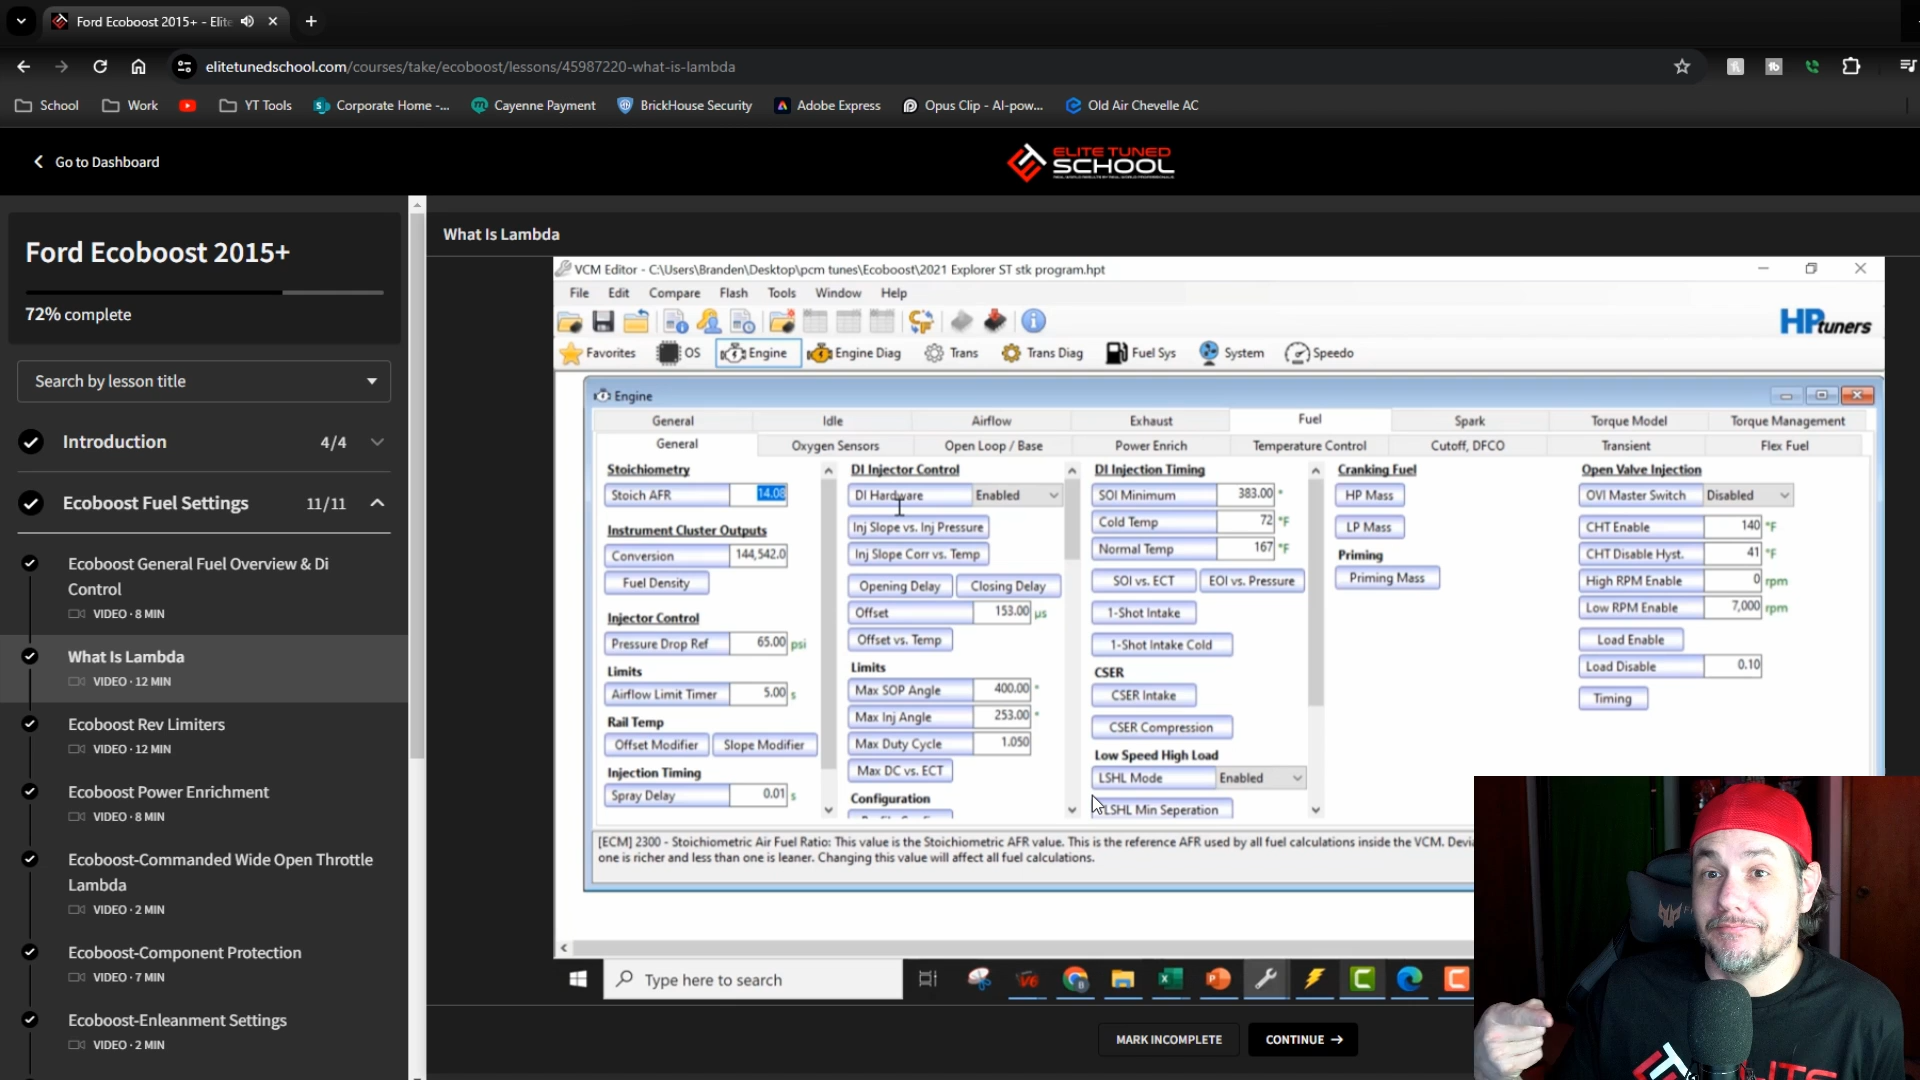 Ford Ecoboost 2015+ - Elite
elitetunedschool.com/courses/take/ecoboost/lessons/45987220-what-is-lambda
School
Work
YT Tools
Corporate Home -...
Cayenne Payment
BrickHouse Security
Adobe Express
Opus Clip - AI-pow...
Old Air Chevelle AC
Go to Dashboard
ELITE TUNED
SCHOOL
Ford Ecoboost 2015+
72% complete
Search by lesson title
Introduction 4/4
Ecoboost Fuel Settings 11/11
Ecoboost General Fuel Overview & Di
Control
VIDEO · 8 MIN
What Is Lambda
VIDEO · 12 MIN
Ecoboost Rev Limiters
VIDEO · 12 MIN
Ecoboost Power Enrichment
VIDEO · 8 MIN
Ecoboost-Commanded Wide Open Throttle
Lambda
VIDEO · 2 MIN
Ecoboost-Component Protection
VIDEO · 7 MIN
Ecoboost-Enleanment Settings
VIDEO · 2 MIN
What Is Lambda
VCM Editor - C:\Users\Branden\Desktop\pcm tunes\Ecoboost\2021 Explorer ST stk program.hpt
File Edit Compare Flash Tools Window Help
HPtuners
Favorites OS Engine Engine Diag Trans Trans Diag Fuel Sys System Speedo
Engine
General Idle Airflow Exhaust Fuel Spark Torque Model Torque Management
General Oxygen Sensors Open Loop / Base Power Enrich Temperature Control Cutoff, DFCO Transient Flex Fuel
Stoichiometry
Stoich AFR 14.08
Instrument Cluster Outputs
Conversion 144,542.0
Fuel Density
Injector Control
Pressure Drop Ref 65.00 psi
Limits
Airflow Limit Timer 5.00 s
Rail Temp
Offset Modifier Slope Modifier
Injection Timing
Spray Delay 0.01 s
DI Injector Control
DI Hardware Enabled
Inj Slope vs. Inj Pressure
Inj Slope Corr vs. Temp
Opening Delay Closing Delay
Offset 153.00 µs
Offset vs. Temp
Limits
Max SOP Angle 400.00 °
Max Inj Angle 253.00 °
Max Duty Cycle 1.050
Max DC vs. ECT
Configuration
DI Injection Timing
SOI Minimum 383.00 °
Cold Temp 72 °F
Normal Temp 167 °F
SOI vs. ECT EOI vs. Pressure
1-Shot Intake
1-Shot Intake Cold
CSER
CSER Intake
CSER Compression
Low Speed High Load
LSHL Mode Enabled
LSHL Min Seperation
Cranking Fuel
HP Mass
LP Mass
Priming
Priming Mass
Open Valve Injection
OVI Master Switch Disabled
CHT Enable 140 °F
CHT Disable Hyst. 41 °F
High RPM Enable 0 rpm
Low RPM Enable 7,000 rpm
Load Enable
Load Disable 0.10
Timing
[ECM] 2300 - Stoichiometric Air Fuel Ratio: This value is the Stoichiometric AFR value. This is the reference AFR used by all fuel calculations inside the VCM. Devi
one is richer and less than one is leaner. Changing this value will affect all fuel calculations.
Type here to search
V6
MARK INCOMPLETE
CONTINUE →